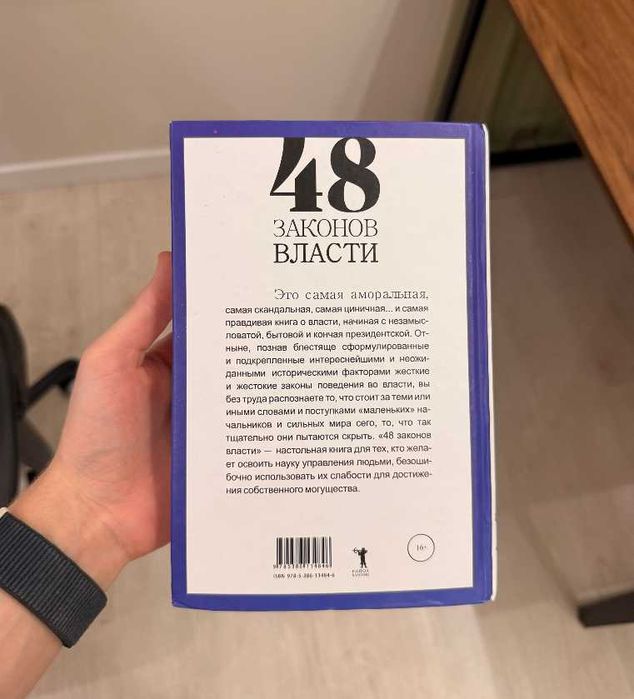 48
ЗАКОНОВ
ВЛАСТИ
Это самая аморальная,
самая скандальная, самая циничная... и самая
правдивая книга о власти, начиная с незамыс-
ловатой, бытовой и кончая президентской. От-
ныне, познав блестяще сформулированные
и подкрепленные интереснейшими и неожи-
данными историческими факторами жесткие
и жестокие законы поведения во власти, вы
без труда распознаете то, что стоит за теми или
иными словами и поступками «маленьких» на-
чальников и сильных мира сего, то, что так
тщательно они пытаются скрыть. «48 законов
власти» — настольная книга для тех, кто жела-
ет освоить науку управления людьми, безоши-
бочно использовать их слабости для достиже-
ния собственного могущества.
16+